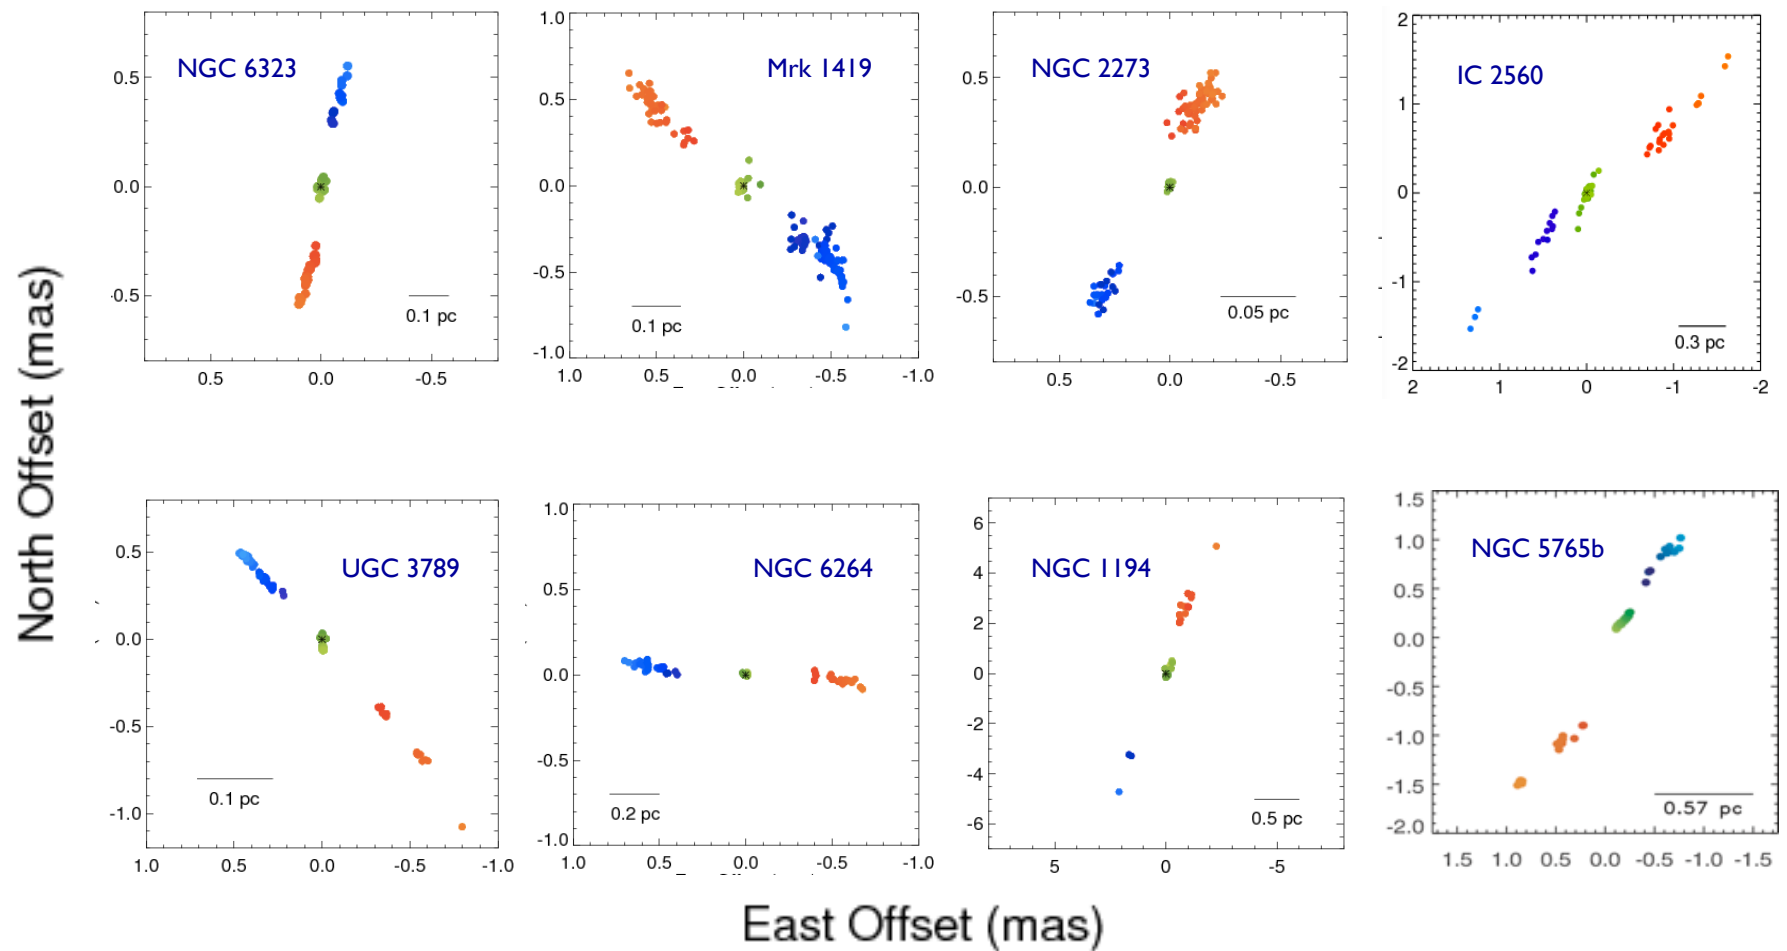 NGC 6323
0.5
0.0
-0.5
0.1 pc
0.5 0.0 -0.5
Mrk 1419
1.0
0.5
0.0
-0.5
-1.0
0.1 pc
1.0 0.5 0.0 -0.5 -1.0
NGC 2273
0.5
0.0
-0.5
0.05 pc
0.5 0.0 -0.5
IC 2560
2
1
0
-1
-2
0.3 pc
2 1 0 -1 -2
North Offset (mas)
UGC 3789
0.5
0.0
-0.5
-1.0
0.1 pc
1.0 0.5 0.0 -0.5 -1.0
NGC 6264
1.0
0.5
0.0
-0.5
-1.0
0.2 pc
1.0 0.5 0.0 -0.5 -1.0
NGC 1194
6
4
2
0
-2
-4
-6
0.5 pc
5 0 -5
NGC 5765b
1.5
1.0
0.5
0.0
-0.5
-1.0
-1.5
-2.0
0.57 pc
1.5 1.0 0.5 0.0 -0.5 -1.0 -1.5
East Offset (mas)